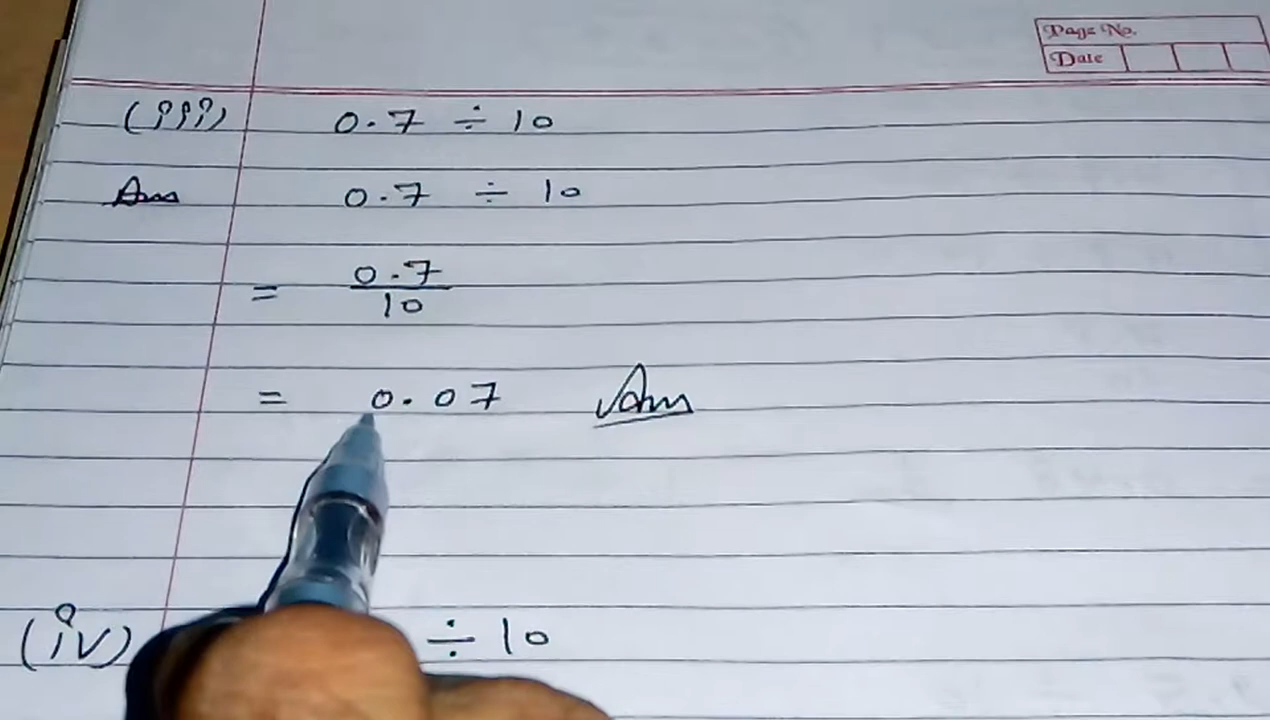 Page No.
Date
(iii) 0.7 ÷ 10
Ans 0.7 ÷ 10
= 0.7
10
= 0.07 Ans
(iv) ÷ 10